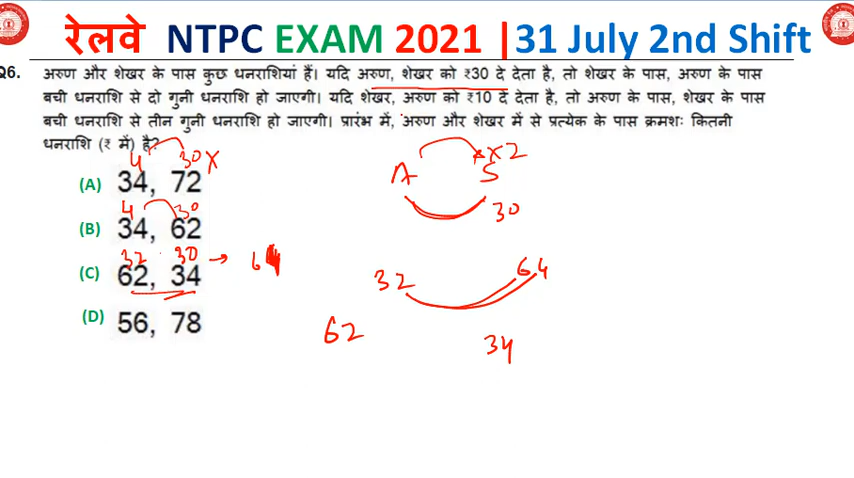 रेलवे NTPC EXAM 2021 |31 July 2nd Shift
Q6. अरुण और शेखर के पास कुछ धनराशियां हैं। यदि अरुण, शेखर को ₹30 दे देता है, तो शेखर के पास, अरुण के पास
बची धनराशि से दो गुनी धनराशि हो जाएगी। यदि शेखर, अरुण को ₹10 दे देता है, तो अरुण के पास, शेखर के पास
बची धनराशि से तीन गुनी धनराशि हो जाएगी। प्रारंभ में, अरुण और शेखर में से प्रत्येक के पास क्रमशः कितनी
धनराशि (₹ में) है?
4 30 X
(A) 34, 72
4 30
(B) 34, 62
32 30
(C) 62, 34 → 64
(D) 56, 78
X2
A S
30
32 64
62 34